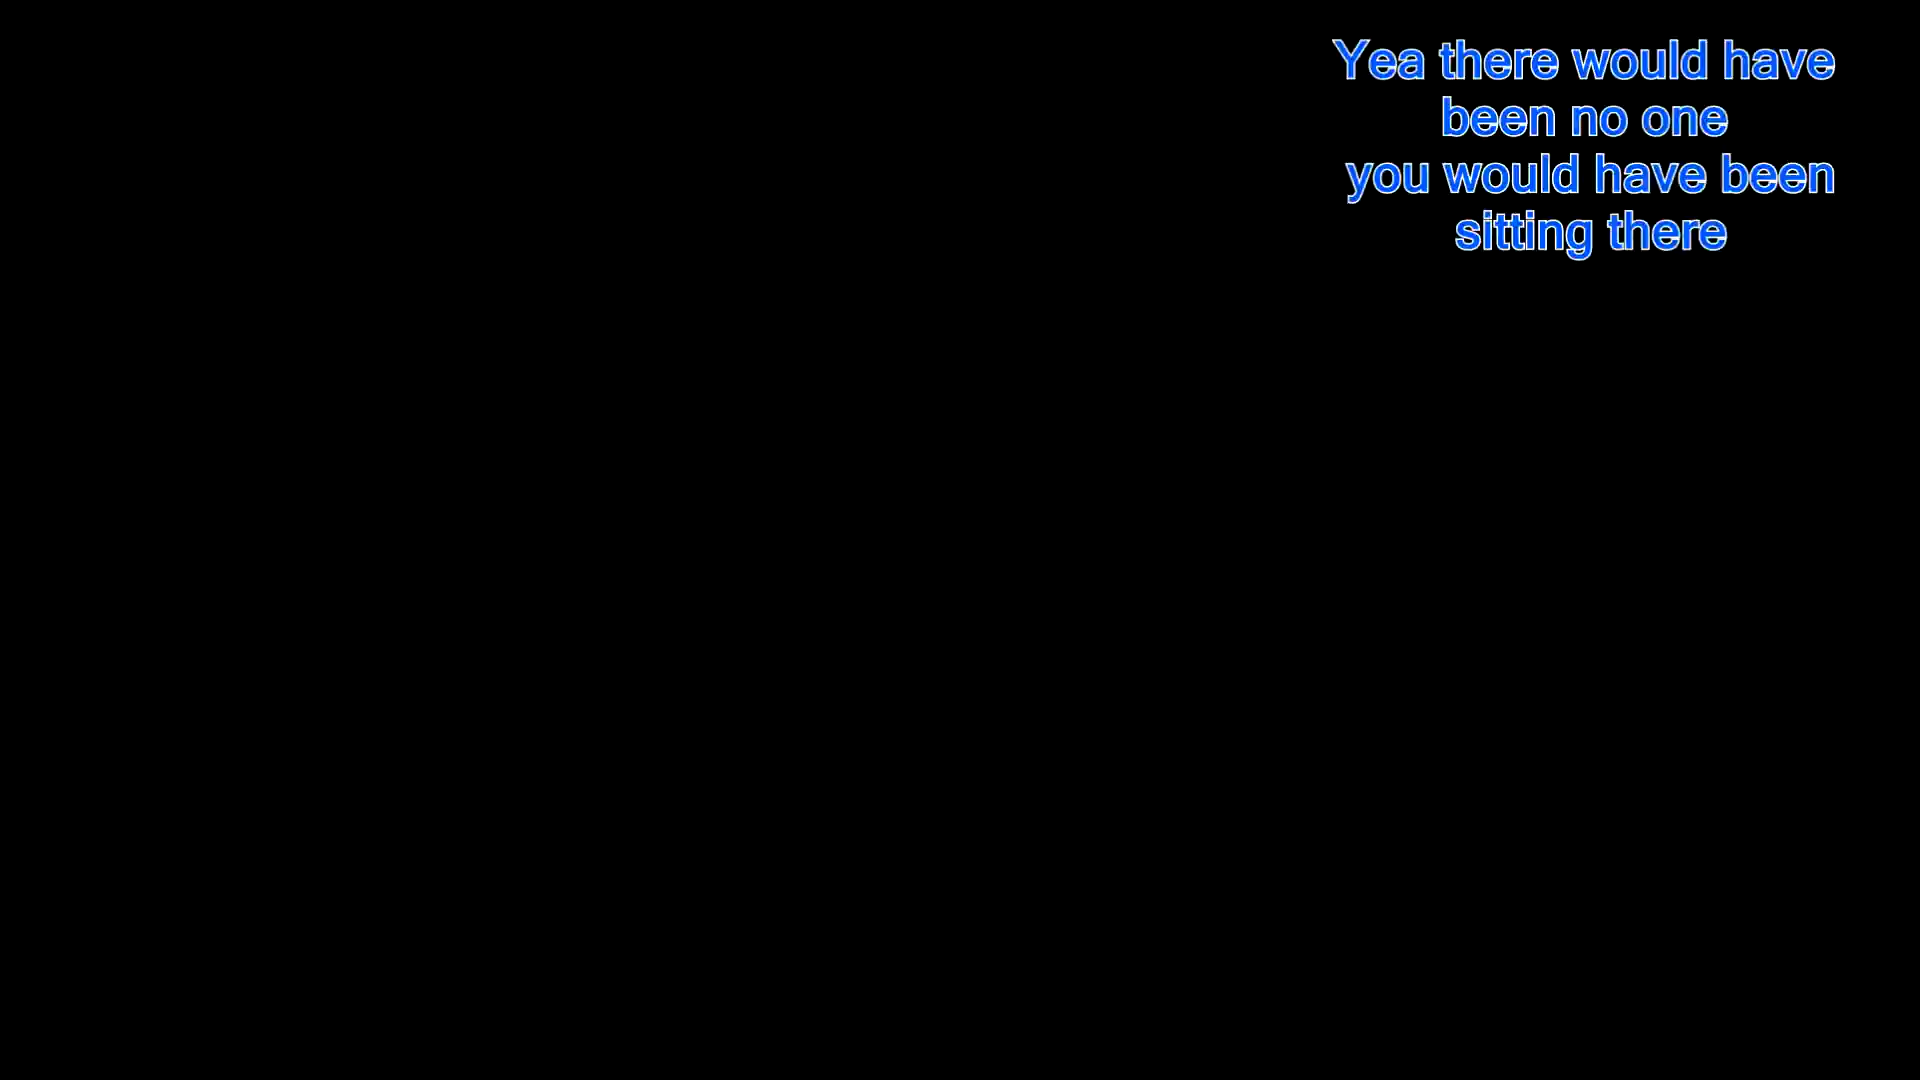 Yea there would have
been no one
you would have been
sitting there